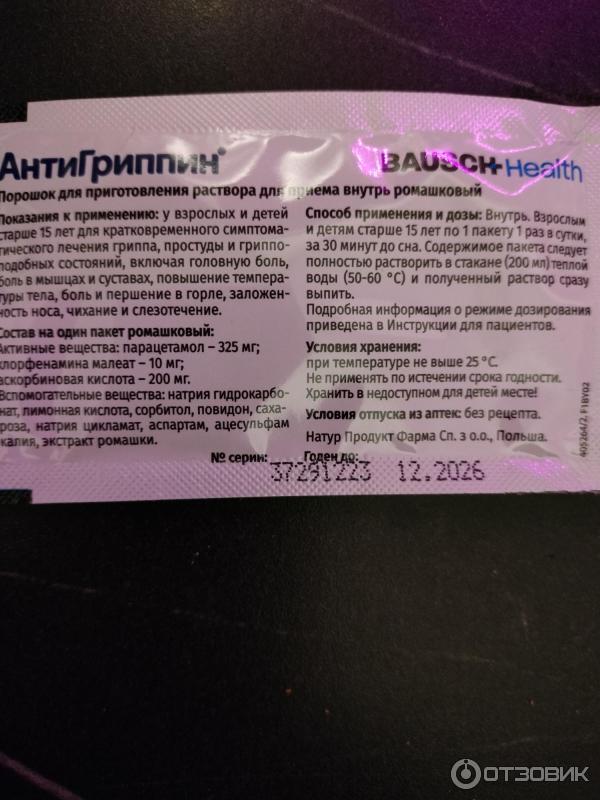 АнтиГриппин®
BAUSCH+Health
Порошок для приготовления раствора для приема внутрь ромашковый
Показания к применению: у взрослых и детей
старше 15 лет для кратковременного симптома-
тического лечения гриппа, простуды и гриппо-
подобных состояний, включая головную боль,
боль в мышцах и суставах, повышение темпера-
туры тела, боль и першение в горле, заложен-
ность носа, чихание и слезотечение.
Состав на один пакет ромашковый:
Активные вещества: парацетамол – 325 мг;
хлорфенамина малеат – 10 мг;
аскорбиновая кислота – 200 мг.
Вспомогательные вещества: натрия гидрокарбо-
нат, лимонная кислота, сорбитол, повидон, саха-
роза, натрия цикламат, аспартам, ацесульфам
калия, экстракт ромашки.
Способ применения и дозы: Внутрь. Взрослым
и детям старше 15 лет по 1 пакету 1 раз в сутки,
за 30 минут до сна. Содержимое пакета следует
полностью растворить в стакане (200 мл) теплой
воды (50-60 °С) и полученный раствор сразу
выпить.
Подробная информация о режиме дозирования
приведена в Инструкции для пациентов.
Условия хранения:
при температуре не выше 25 °С.
Не применять по истечении срока годности.
Хранить в недоступном для детей месте!
Условия отпуска из аптек: без рецепта.
Натур Продукт Фарма Сп. з о.о., Польша.
405264/2, F1BY02
№ серии: Годен до:
37291223 12.2026
ОТЗОВИК